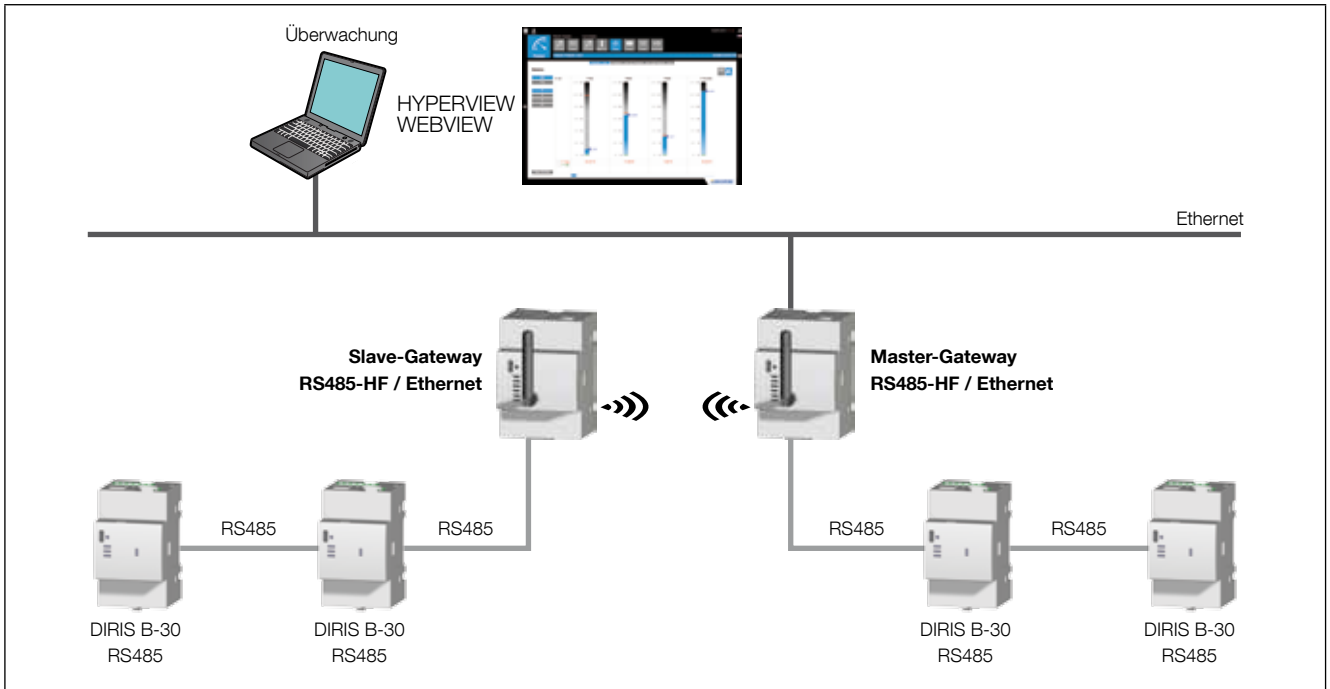 Überwachung
HYPERVIEW
WEBVIEW
Ethernet
Slave-Gateway
RS485-HF / Ethernet
Master-Gateway
RS485-HF / Ethernet
RS485
RS485
RS485
RS485
DIRIS B-30
RS485
DIRIS B-30
RS485
DIRIS B-30
RS485
DIRIS B-30
RS485